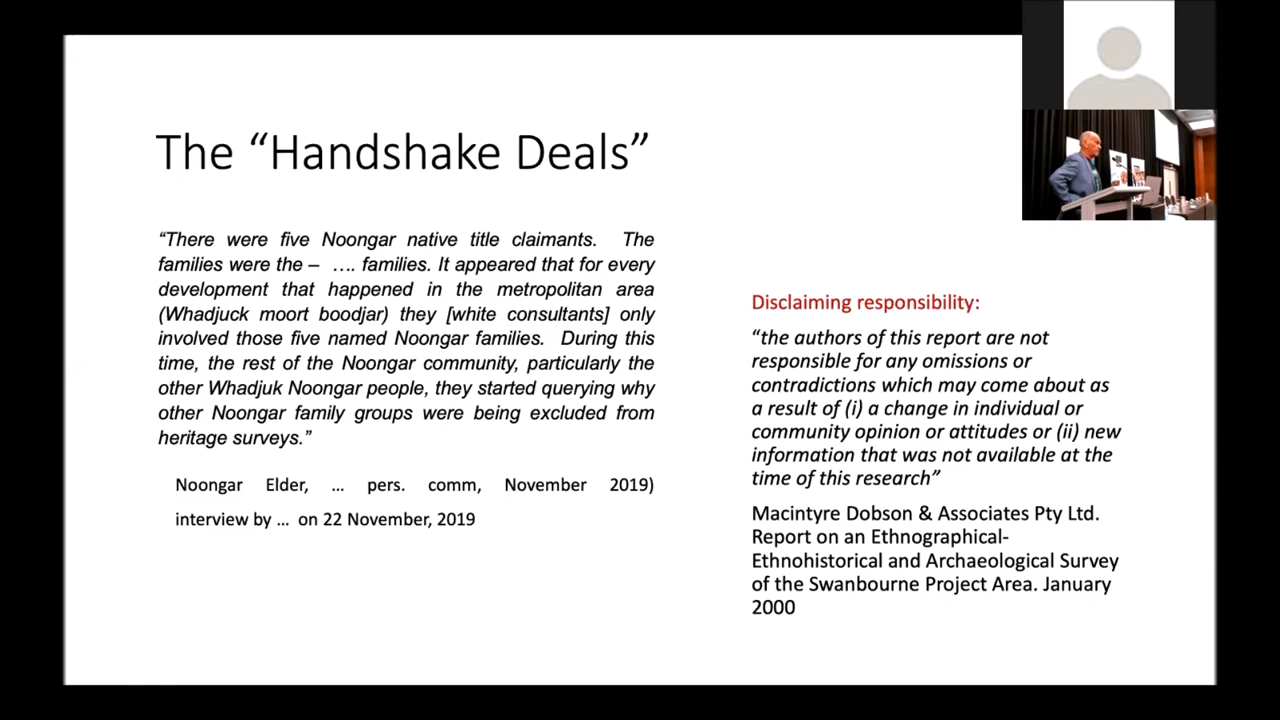 The “Handshake Deals”
“There were five Noongar native title claimants. The
families were the – …. families. It appeared that for every
development that happened in the metropolitan area
(Whadjuck moort boodjar) they [white consultants] only
involved those five named Noongar families. During this
time, the rest of the Noongar community, particularly the
other Whadjuk Noongar people, they started querying why
other Noongar family groups were being excluded from
heritage surveys.”
Noongar Elder, … pers. comm, November 2019)
interview by … on 22 November, 2019
Disclaiming responsibility:
“the authors of this report are not
responsible for any omissions or
contradictions which may come about as
a result of (i) a change in individual or
community opinion or attitudes or (ii) new
information that was not available at the
time of this research”
Macintyre Dobson & Associates Pty Ltd.
Report on an Ethnographical-
Ethnohistorical and Archaeological Survey
of the Swanbourne Project Area. January
2000